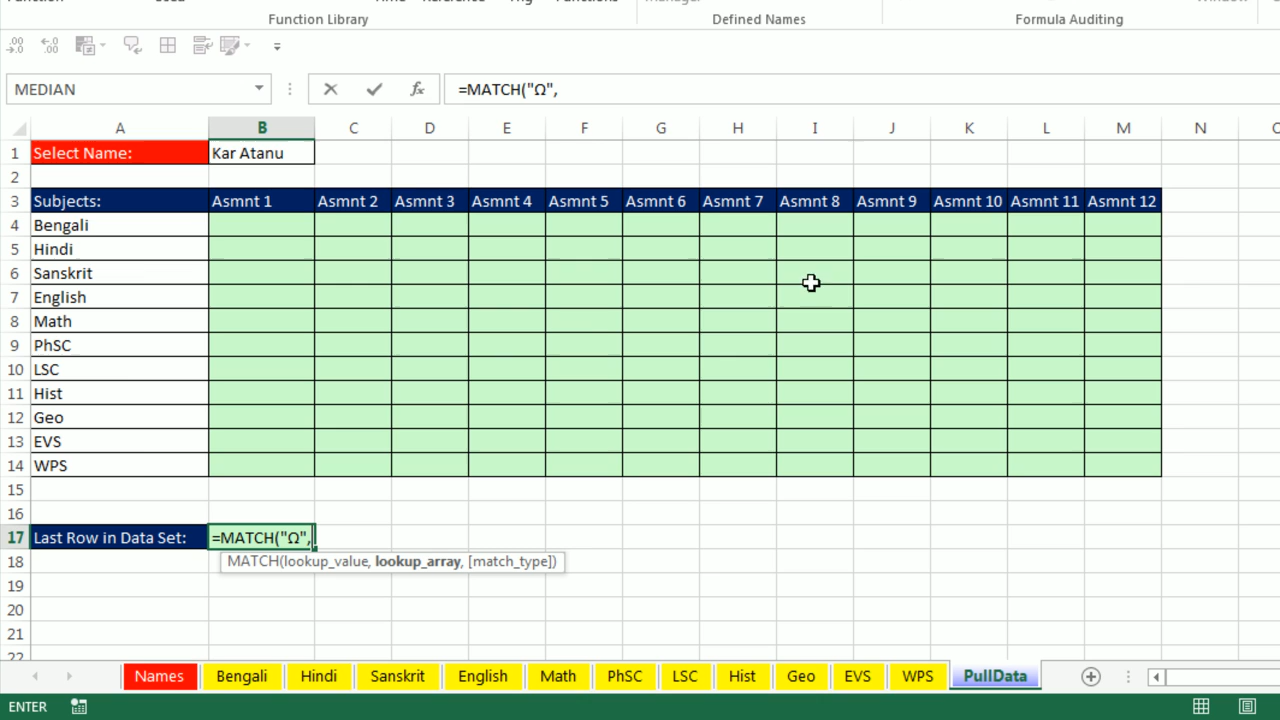 Function Library
Defined Names
Formula Auditing
MEDIAN
=MATCH("Ω",
A B C D E F G H I J K L M N
1 Select Name: Kar Atanu
2
3 Subjects: Asmnt 1 Asmnt 2 Asmnt 3 Asmnt 4 Asmnt 5 Asmnt 6 Asmnt 7 Asmnt 8 Asmnt 9 Asmnt 10 Asmnt 11 Asmnt 12
4 Bengali
5 Hindi
6 Sanskrit
7 English
8 Math
9 PhSC
10 LSC
11 Hist
12 Geo
13 EVS
14 WPS
15
16
17 Last Row in Data Set: =MATCH("Ω",
18 MATCH(lookup_value, lookup_array, [match_type])
19
20
21
22
Names Bengali Hindi Sanskrit English Math PhSC LSC Hist Geo EVS WPS PullData
ENTER